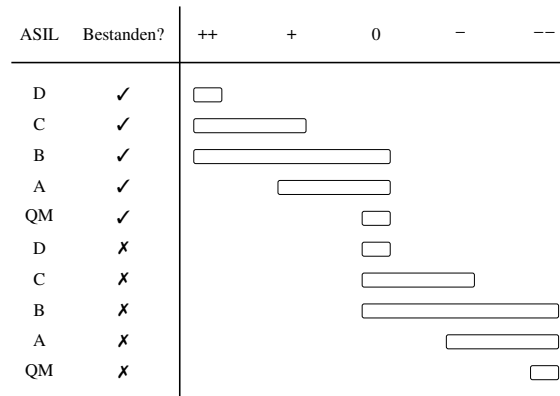 ASIL Bestanden? ++ + 0 − −−
D ✓
C ✓
B ✓
A ✓
QM ✓
D ✗
C ✗
B ✗
A ✗
QM ✗